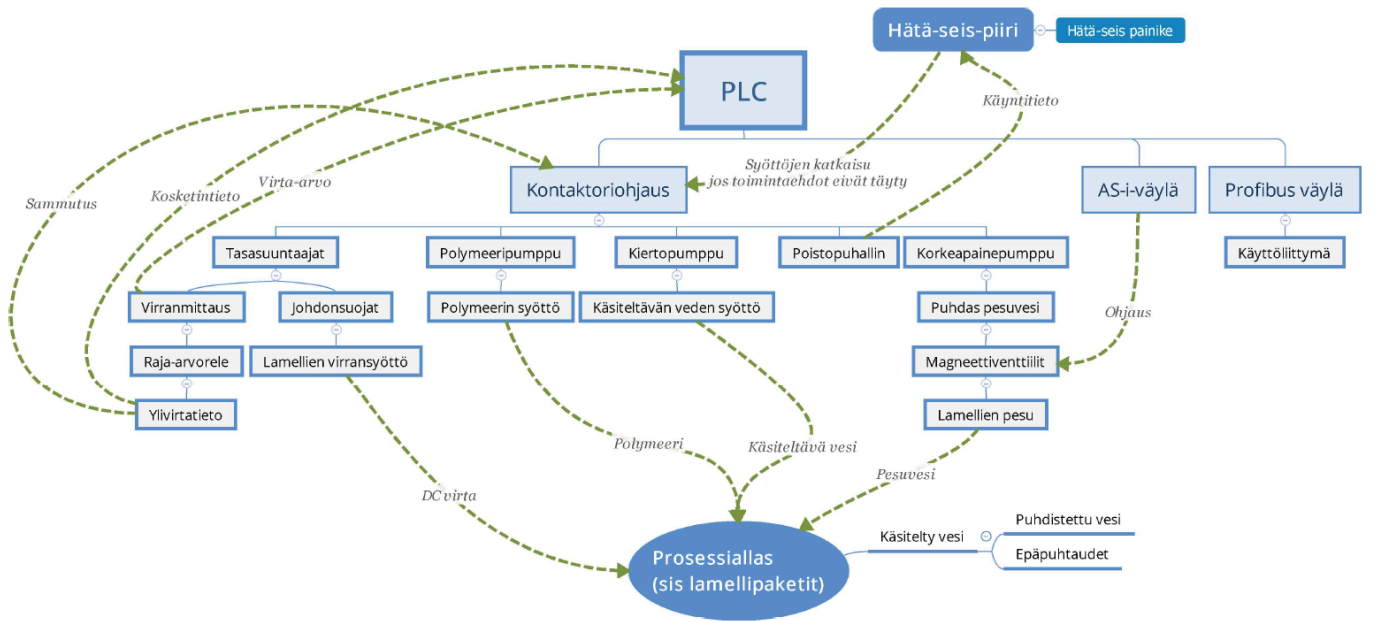 Hätä-seis-piiri
Hätä-seis painike
PLC
Käyntitieto
Syöttöjen katkaisu
jos toimintaehdot eivät täyty
Virta-arvo
Kosketintieto
Sammutus
Kontaktoriohjaus
AS-i-väylä
Profibus väylä
Tasasuuntaajat
Polymeeripumppu
Kiertopumppu
Poistopuhallin
Korkeapainepumppu
Käyttöliittymä
Virranmittaus
Johdonsuojat
Polymeerin syöttö
Käsiteltävän veden syöttö
Puhdas pesuvesi
Ohjaus
Raja-arvorele
Lamellien virransyöttö
Magneettiventtiilit
Ylivirtatieto
Lamellien pesu
Polymeeri
Käsiteltävä vesi
Pesuvesi
DC virta
Prosessiallas
(sis lamellipaketit)
Käsitelty vesi
Puhdistettu vesi
Epäpuhtaudet